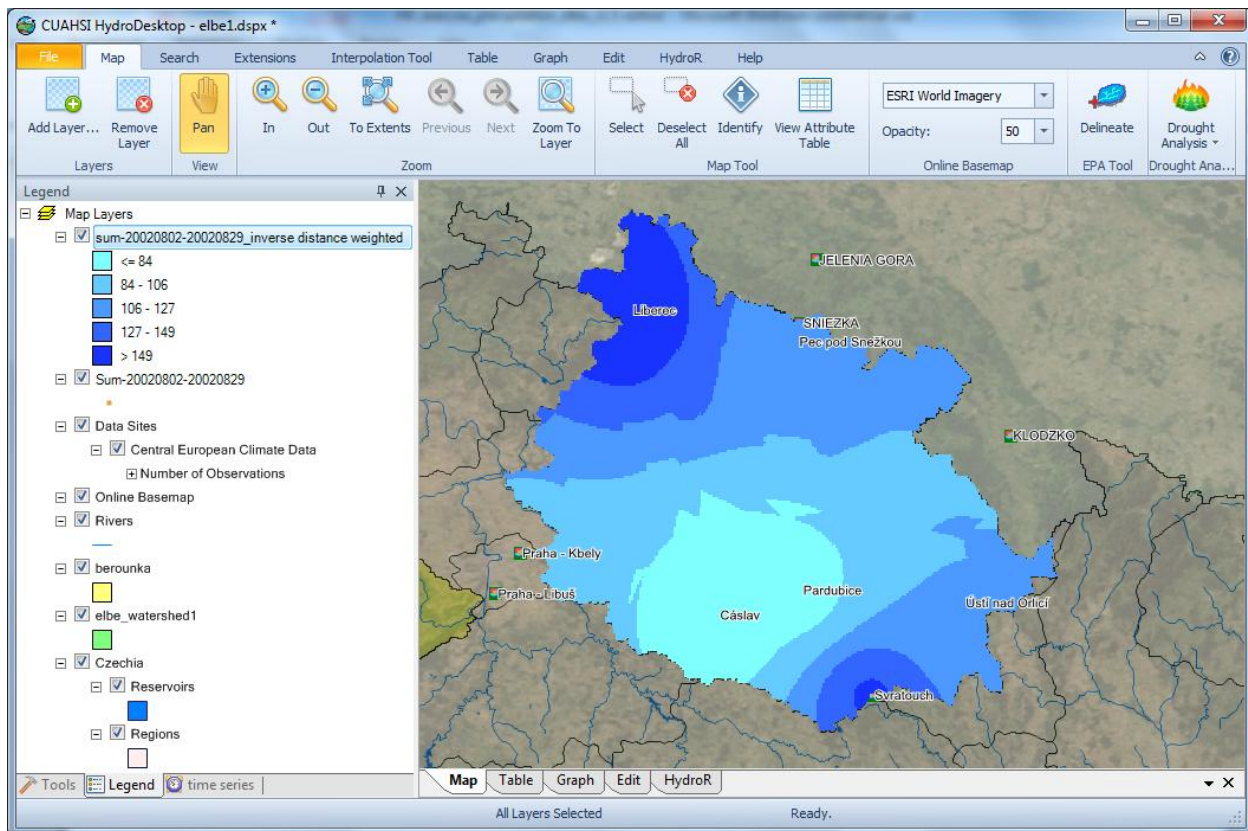 CUAHSI HydroDesktop - elbe1.dspx *
File Map Search Extensions Interpolation Tool Table Graph Edit HydroR Help
Add Layer... Remove Layer
Pan
In Out To Extents Previous Next Zoom To Layer
Select Deselect All Identify View Attribute Table
ESRI World Imagery
Opacity: 50
Delineate
Drought Analysis
Layers View Zoom Map Tool Online Basemap EPA Tool Drought Ana...
Legend
Map Layers
sum-20020802-20020829_inverse distance weighted
<= 84
84 - 106
106 - 127
127 - 149
> 149
Sum-20020802-20020829
Data Sites
Central European Climate Data
Number of Observations
Online Basemap
Rivers
berounka
elbe_watershed1
Czechia
Reservoirs
Regions
Tools Legend time series
JELENIA GORA
Liberec
SNIEZKA
Pec pod Snežkou
KLODZKO
Praha - Kbely
Praha - Libuš
Pardubice
Ústí nad Orlicí
Cáslav
Svratouch
Map Table Graph Edit HydroR
All Layers Selected Ready.